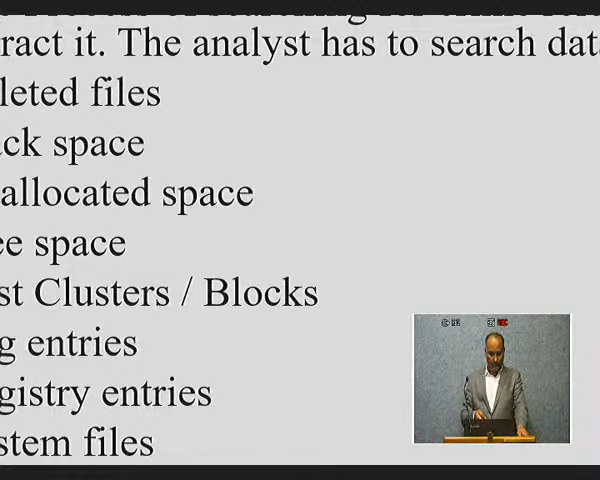 ract it. The analyst has to search dat
leted files
ck space
allocated space
ee space
st Clusters / Blocks
g entries
gistry entries
stem files